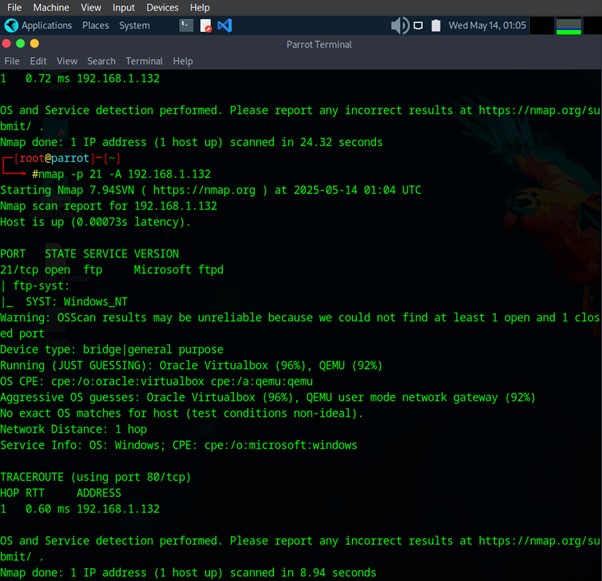 File Machine View Input Devices Help
Applications Places System Wed May 14, 01:05
Parrot Terminal
File Edit View Search Terminal Help
1 0.72 ms 192.168.1.132
OS and Service detection performed. Please report any incorrect results at https://nmap.org/su
bmit/ .
Nmap done: 1 IP address (1 host up) scanned in 24.32 seconds
┌─[root@parrot]─[~]
└──╼ #nmap -p 21 -A 192.168.1.132
Starting Nmap 7.94SVN ( https://nmap.org ) at 2025-05-14 01:04 UTC
Nmap scan report for 192.168.1.132
Host is up (0.00073s latency).
PORT STATE SERVICE VERSION
21/tcp open ftp Microsoft ftpd
| ftp-syst:
|_ SYST: Windows_NT
Warning: OSScan results may be unreliable because we could not find at least 1 open and 1 clos
ed port
Device type: bridge|general purpose
Running (JUST GUESSING): Oracle Virtualbox (96%), QEMU (92%)
OS CPE: cpe:/o:oracle:virtualbox cpe:/a:qemu:qemu
Aggressive OS guesses: Oracle Virtualbox (96%), QEMU user mode network gateway (92%)
No exact OS matches for host (test conditions non-ideal).
Network Distance: 1 hop
Service Info: OS: Windows; CPE: cpe:/o:microsoft:windows
TRACEROUTE (using port 80/tcp)
HOP RTT ADDRESS
1 0.60 ms 192.168.1.132
OS and Service detection performed. Please report any incorrect results at https://nmap.org/su
bmit/ .
Nmap done: 1 IP address (1 host up) scanned in 8.94 seconds